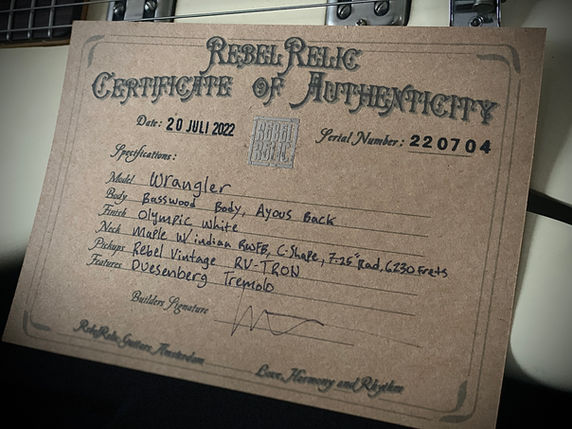 Rebel Relic
Certificate of Authenticity
Date: 20 JULI 2022
REBEL RELIC
Serial Number: 220704
Specifications:
Model Wrangler
Body Basswood Body, Ayous Back
Finish Olympic White
Neck Maple w/ indian RWFB, C-Shape, 7.25" Rad, 6230 Frets
Pickups Rebel Vintage RV-TRON
Features Duesenberg Tremolo
Builders Signature
RebelRelic Guitars Amsterdam
Love, Harmony and Rhythm